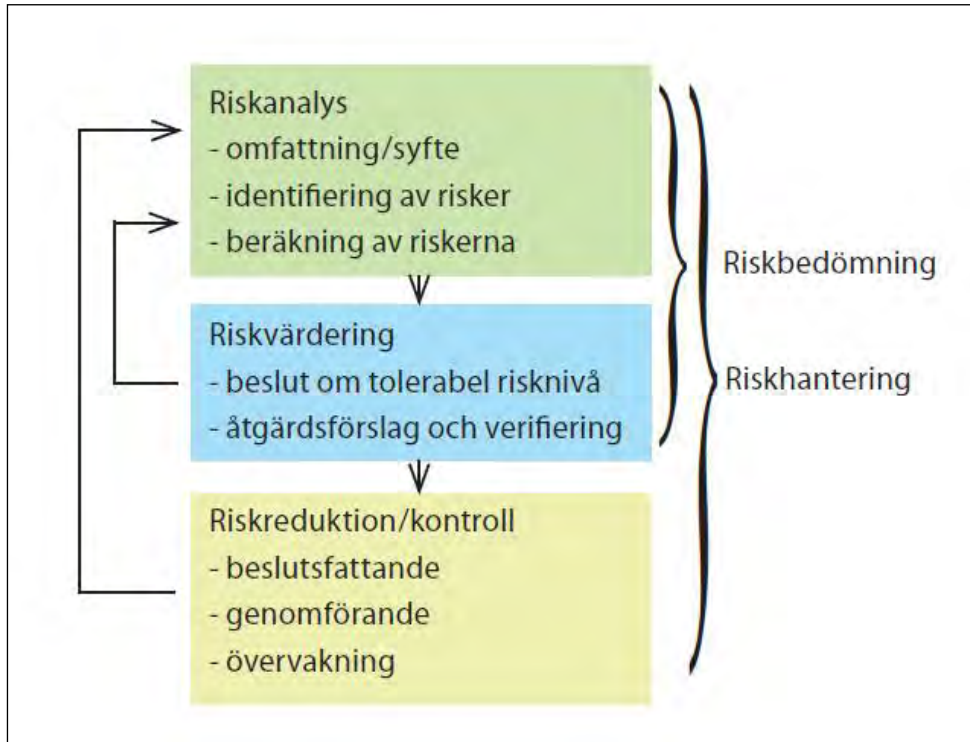 Riskanalys
- omfattning/syfte
- identifiering av risker
- beräkning av riskerna
Riskbedömning
Riskvärdering
- beslut om tolerabel risknivå
- åtgärdsförslag och verifiering
Riskhantering
Riskreduktion/kontroll
- beslutsfattande
- genomförande
- övervakning